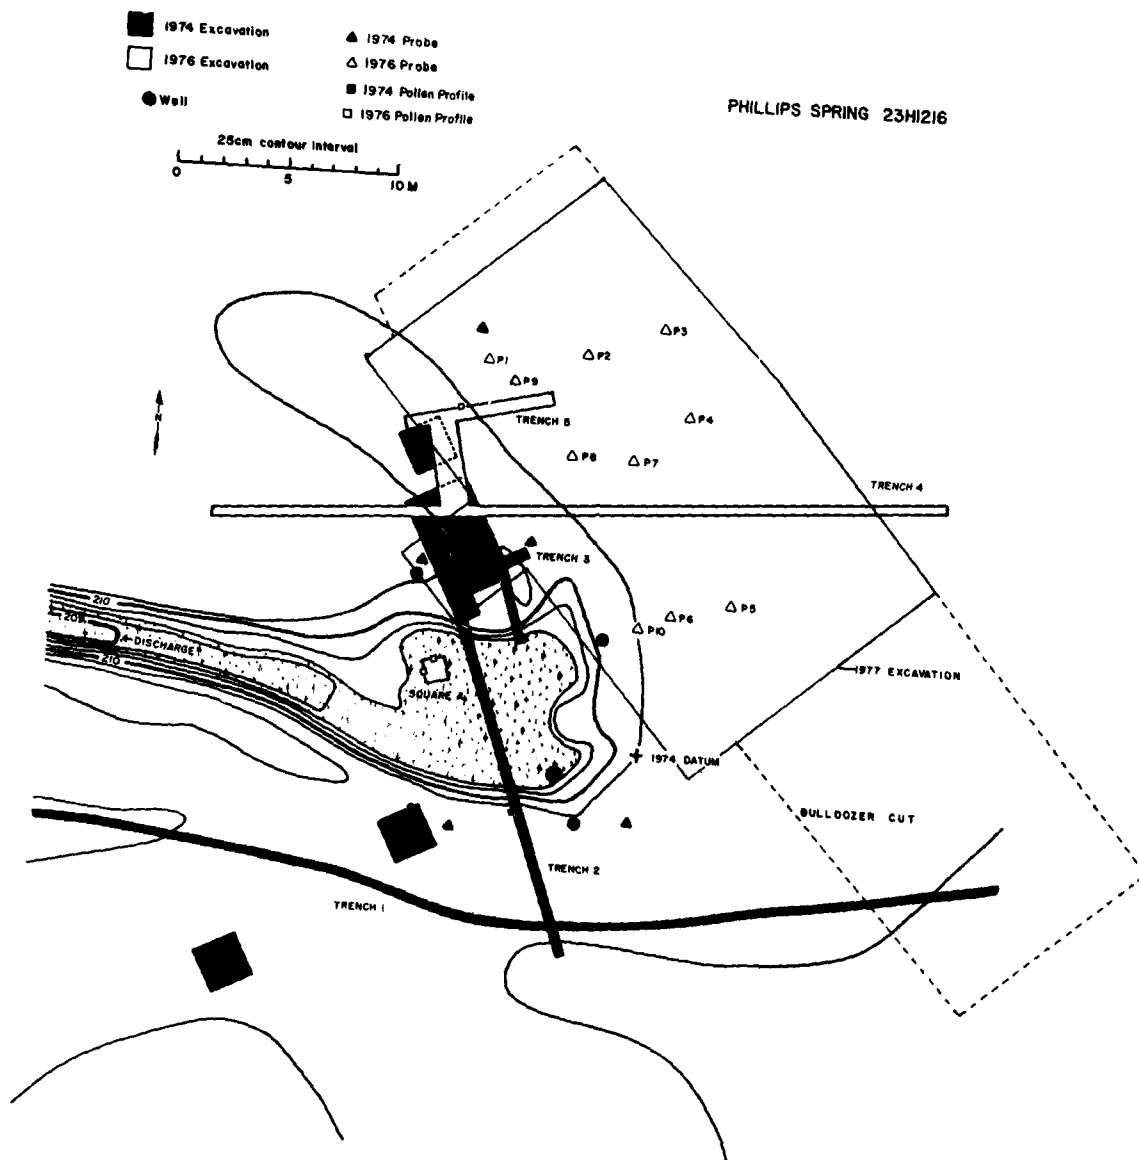 1974 Excavation
1976 Excavation
Well
1974 Probe
1976 Probe
1974 Pollen Profile
1976 Pollen Profile
25cm contour interval
0 5 10 M
PHILLIPS SPRING 23HI216
N
P3
P1
P2
P9
P4
TRENCH 5
P8
P7
TRENCH 4
TRENCH 3
210
209
DISCHARGE
210
P5
P6
P10
SQUARE A
1977 EXCAVATION
1974 DATUM
BULLDOZER CUT
TRENCH 2
TRENCH 1